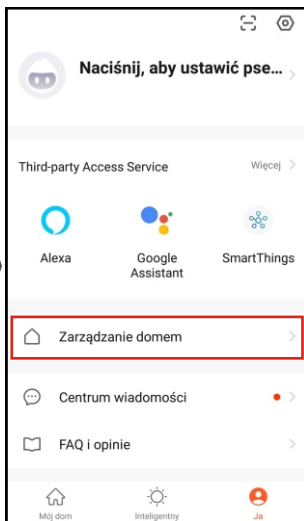 Naciśnij, aby ustawić pse...
Third-party Access Service
Więcej
Alexa
Google
Assistant
SmartThings
Zarządzanie domem
Centrum wiadomości
FAQ i opinie
Mój dom
Inteligentny
Ja